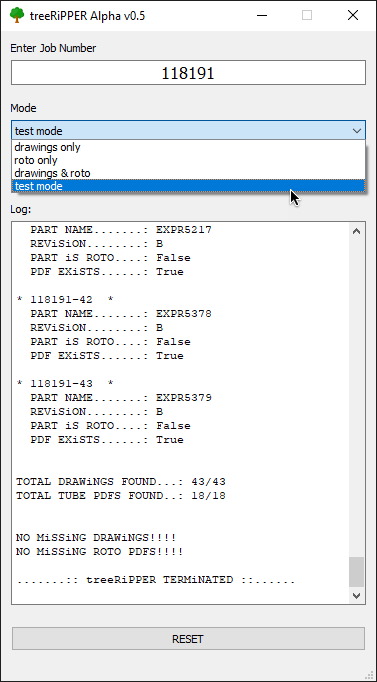 treeRiPPER Alpha v0.5
Enter Job Number
118191
Mode
test mode
drawings only
roto only
drawings & roto
test mode
Log:
PART NAME.......: EXPR5217
REViSiON........: B
PART iS ROTO....: False
PDF EXiSTS......: True
* 118191-42  *
PART NAME.......: EXPR5378
REViSiON........: B
PART iS ROTO....: False
PDF EXiSTS......: True
* 118191-43  *
PART NAME.......: EXPR5379
REViSiON........: B
PART iS ROTO....: False
PDF EXiSTS......: True
TOTAL DRAWiNGS FOUND...: 43/43
TOTAL TUBE PDFS FOUND..: 18/18
NO MiSSiNG DRAWiNGS!!!!
NO MiSSiNG ROTO PDFS!!!!
.......:: treeRiPPER TERMiNATED ::......
RESET